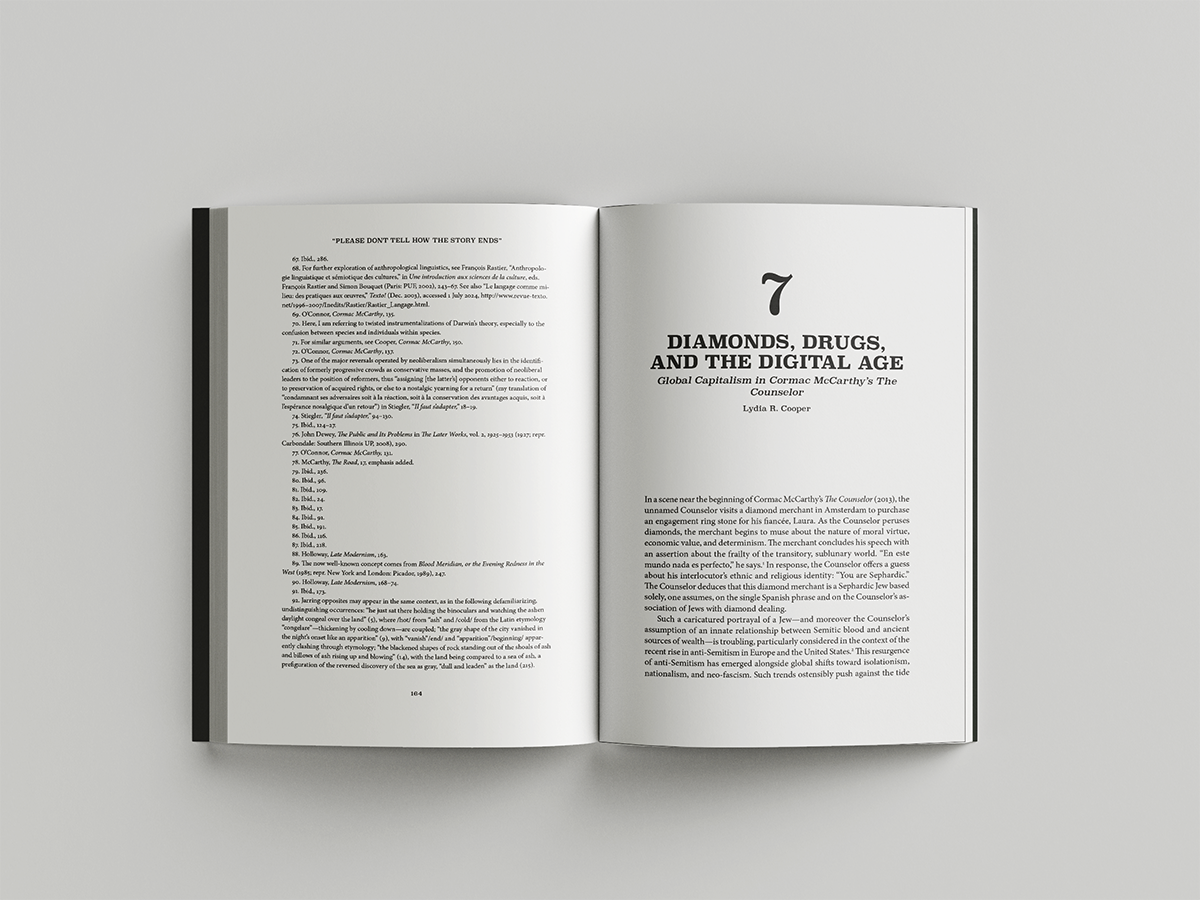 "PLEASE DONT TELL HOW THE STORY ENDS"
67. Ibid., 286.
68. For further exploration of anthropological linguistics, see François Rastier, "Anthropolo-
gie linguistique et sémiotique des cultures," in Une introduction aux sciences de la culture, eds.
François Rastier and Simon Bouquet (Paris: PUF, 2002), 243–67. See also "Le langage comme mi-
lieu: des pratiques aux œuvres," Texto! (Dec. 2003), accessed 1 July 2024, http://www.revue-texto.
net/1996–2007/Inedits/Rastier/Rastier_Langage.html.
69. O'Connor, Cormac McCarthy, 135.
70. Here, I am referring to twisted instrumentalizations of Darwin's theory, especially to the
confusion between species and individuals within species.
71. For similar arguments, see Cooper, Cormac McCarthy, 150.
72. O'Connor, Cormac McCarthy, 137.
73. One of the major reversals operated by neoliberalism simultaneously lies in the identifi-
cation of formerly progressive crowds as conservative masses, and the promotion of neoliberal
leaders to the position of reformers, thus "assigning [the latter's] opponents either to reaction, or
to preservation of acquired rights, or else to a nostalgic yearning for a return" (my translation of
"condamnant ses adversaires soit à la réaction, soit à la conservation des avantages acquis, soit à
l'espérance nosalgique d'un retour") in Stiegler, "Il faut s'adapter," 18–19.
74. Stiegler, "Il faut s'adapter," 94–130.
75. Ibid., 124–27.
76. John Dewey, The Public and Its Problems in The Later Works, vol. 2, 1925–1953 (1927; repr.
Carbondale: Southern Illinois UP, 2008), 290.
77. O'Connor, Cormac McCarthy, 131.
78. McCarthy, The Road, 17, emphasis added.
79. Ibid., 236.
80. Ibid., 96.
81. Ibid., 109.
82. Ibid., 24.
83. Ibid., 17.
84. Ibid., 92.
85. Ibid., 191.
86. Ibid., 116.
87. Ibid., 218.
88. Holloway, Late Modernism, 163.
89. The now well-known concept comes from Blood Meridian, or the Evening Redness in the
West (1985; repr. New York and London: Picador, 1989), 247.
90. Holloway, Late Modernism, 168–74.
91. Ibid., 173.
92. Jarring opposites may appear in the same context, as in the following defamiliarizing,
undistinguishing occurrences: "he just sat there holding the binoculars and watching the ashen
daylight congeal over the land" (5), where /hot/ from "ash" and /cold/ from the Latin etymology
"congelare"—thickening by cooling down—are coupled; "the gray shape of the city vanished in
the night's onset like an apparition" (9), with "vanish"/end/ and "apparition"/beginning/ appar-
ently clashing through etymology; "the blackened shapes of rock standing out of the shoals of ash
and billows of ash rising up and blowing" (14), with the land being compared to a sea of ash, a
prefiguration of the reversed discovery of the sea as gray, "dull and leaden" as the land (215).
164
7
DIAMONDS, DRUGS,
AND THE DIGITAL AGE
Global Capitalism in Cormac McCarthy's The
Counselor
Lydia R. Cooper
In a scene near the beginning of Cormac McCarthy's The Counselor (2013), the
unnamed Counselor visits a diamond merchant in Amsterdam to purchase
an engagement ring stone for his fiancée, Laura. As the Counselor peruses
diamonds, the merchant begins to muse about the nature of moral virtue,
economic value, and determinism. The merchant concludes his speech with
an assertion about the frailty of the transitory, sublunary world. "En este
mundo nada es perfecto," he says.1 In response, the Counselor offers a guess
about his interlocutor's ethnic and religious identity: "You are Sephardic."
The Counselor deduces that this diamond merchant is a Sephardic Jew based
solely, one assumes, on the single Spanish phrase and on the Counselor's as-
sociation of Jews with diamond dealing.
Such a caricatured portrayal of a Jew—and moreover the Counselor's
assumption of an innate relationship between Semitic blood and ancient
sources of wealth—is troubling, particularly considered in the context of the
recent rise in anti-Semitism in Europe and the United States.2 This resurgence
of anti-Semitism has emerged alongside global shifts toward isolationism,
nationalism, and neo-fascism. Such trends ostensibly push against the tide